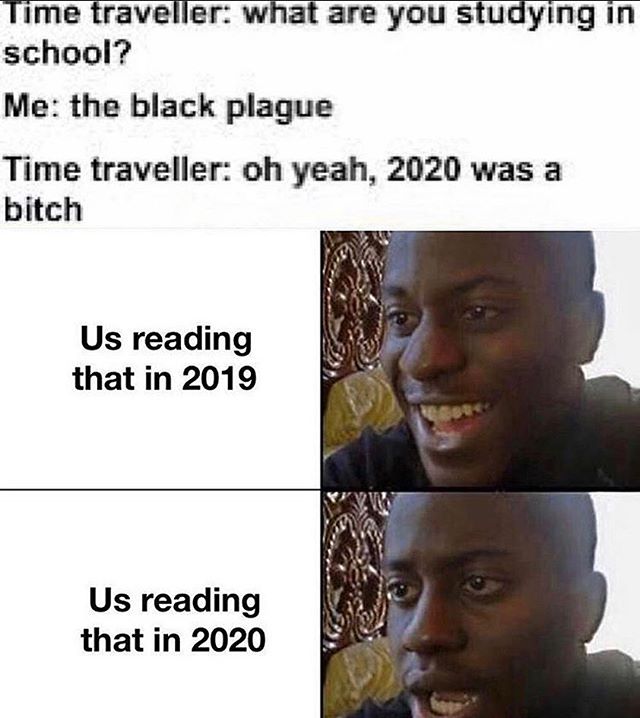 Time traveller: what are you studying in
school?
Me: the black plague
Time traveller: oh yeah, 2020 was a
bitch
Us reading
that in 2019
Us reading
that in 2020